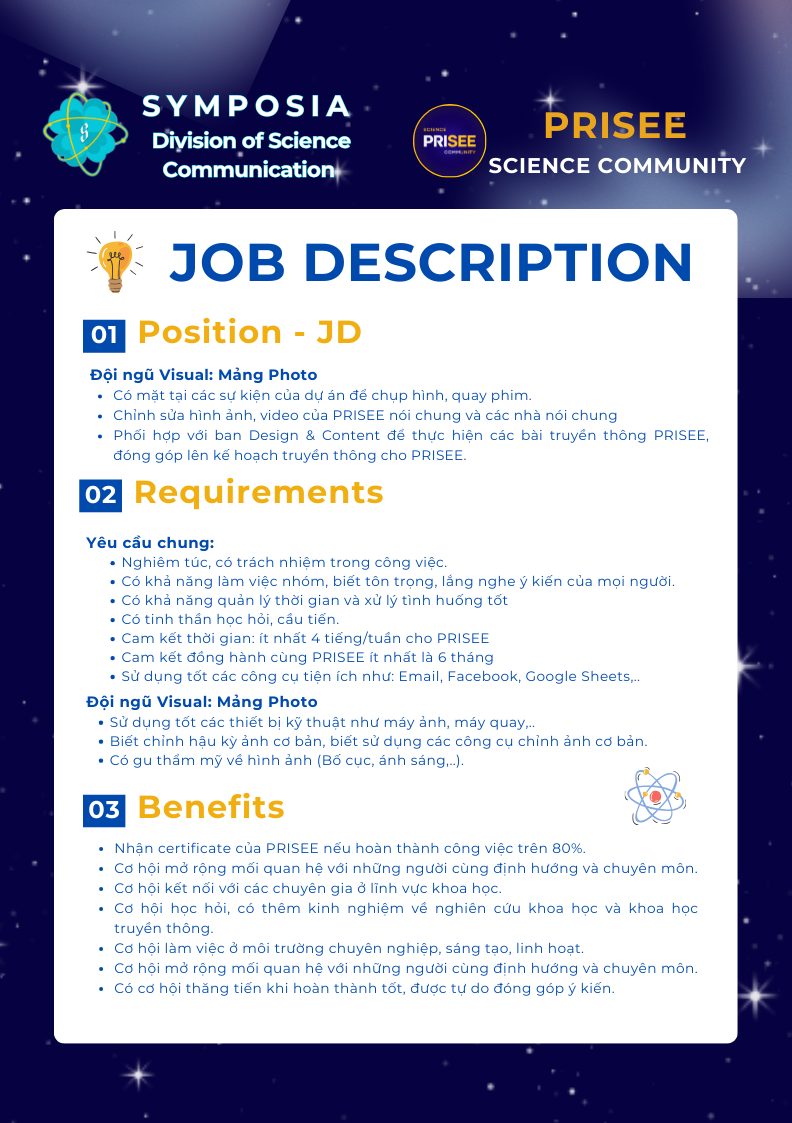 SYMPOSIA
Division of Science
Communication
SCIENCE
PRISEE
COMMUNITY
PRISEE
SCIENCE COMMUNITY
JOB DESCRIPTION
01 Position - JD
Đội ngũ Visual: Mảng Photo
• Có mặt tại các sự kiện của dự án để chụp hình, quay phim.
• Chỉnh sửa hình ảnh, video của PRISEE nói chung và các nhà nói chung
• Phối hợp với ban Design & Content để thực hiện các bài truyền thông PRISEE,
đóng góp lên kế hoạch truyền thông cho PRISEE.
02 Requirements
Yêu cầu chung:
• Nghiêm túc, có trách nhiệm trong công việc.
• Có khả năng làm việc nhóm, biết tôn trọng, lắng nghe ý kiến của mọi người.
• Có khả năng quản lý thời gian và xử lý tình huống tốt
• Có tinh thần học hỏi, cầu tiến.
• Cam kết thời gian: ít nhất 4 tiếng/tuần cho PRISEE
• Cam kết đồng hành cùng PRISEE ít nhất là 6 tháng
• Sử dụng tốt các công cụ tiện ích như: Email, Facebook, Google Sheets,..
Đội ngũ Visual: Mảng Photo
• Sử dụng tốt các thiết bị kỹ thuật như máy ảnh, máy quay,..
• Biết chỉnh hậu kỳ ảnh cơ bản, biết sử dụng các công cụ chỉnh ảnh cơ bản.
• Có gu thẩm mỹ về hình ảnh (Bố cục, ánh sáng,..).
03 Benefits
• Nhận certificate của PRISEE nếu hoàn thành công việc trên 80%.
• Cơ hội mở rộng mối quan hệ với những người cùng định hướng và chuyên môn.
• Cơ hội kết nối với các chuyên gia ở lĩnh vực khoa học.
• Cơ hội học hỏi, có thêm kinh nghiệm về nghiên cứu khoa học và khoa học
truyền thông.
• Cơ hội làm việc ở môi trường chuyên nghiệp, sáng tạo, linh hoạt.
• Cơ hội mở rộng mối quan hệ với những người cùng định hướng và chuyên môn.
• Có cơ hội thăng tiến khi hoàn thành tốt, được tự do đóng góp ý kiến.